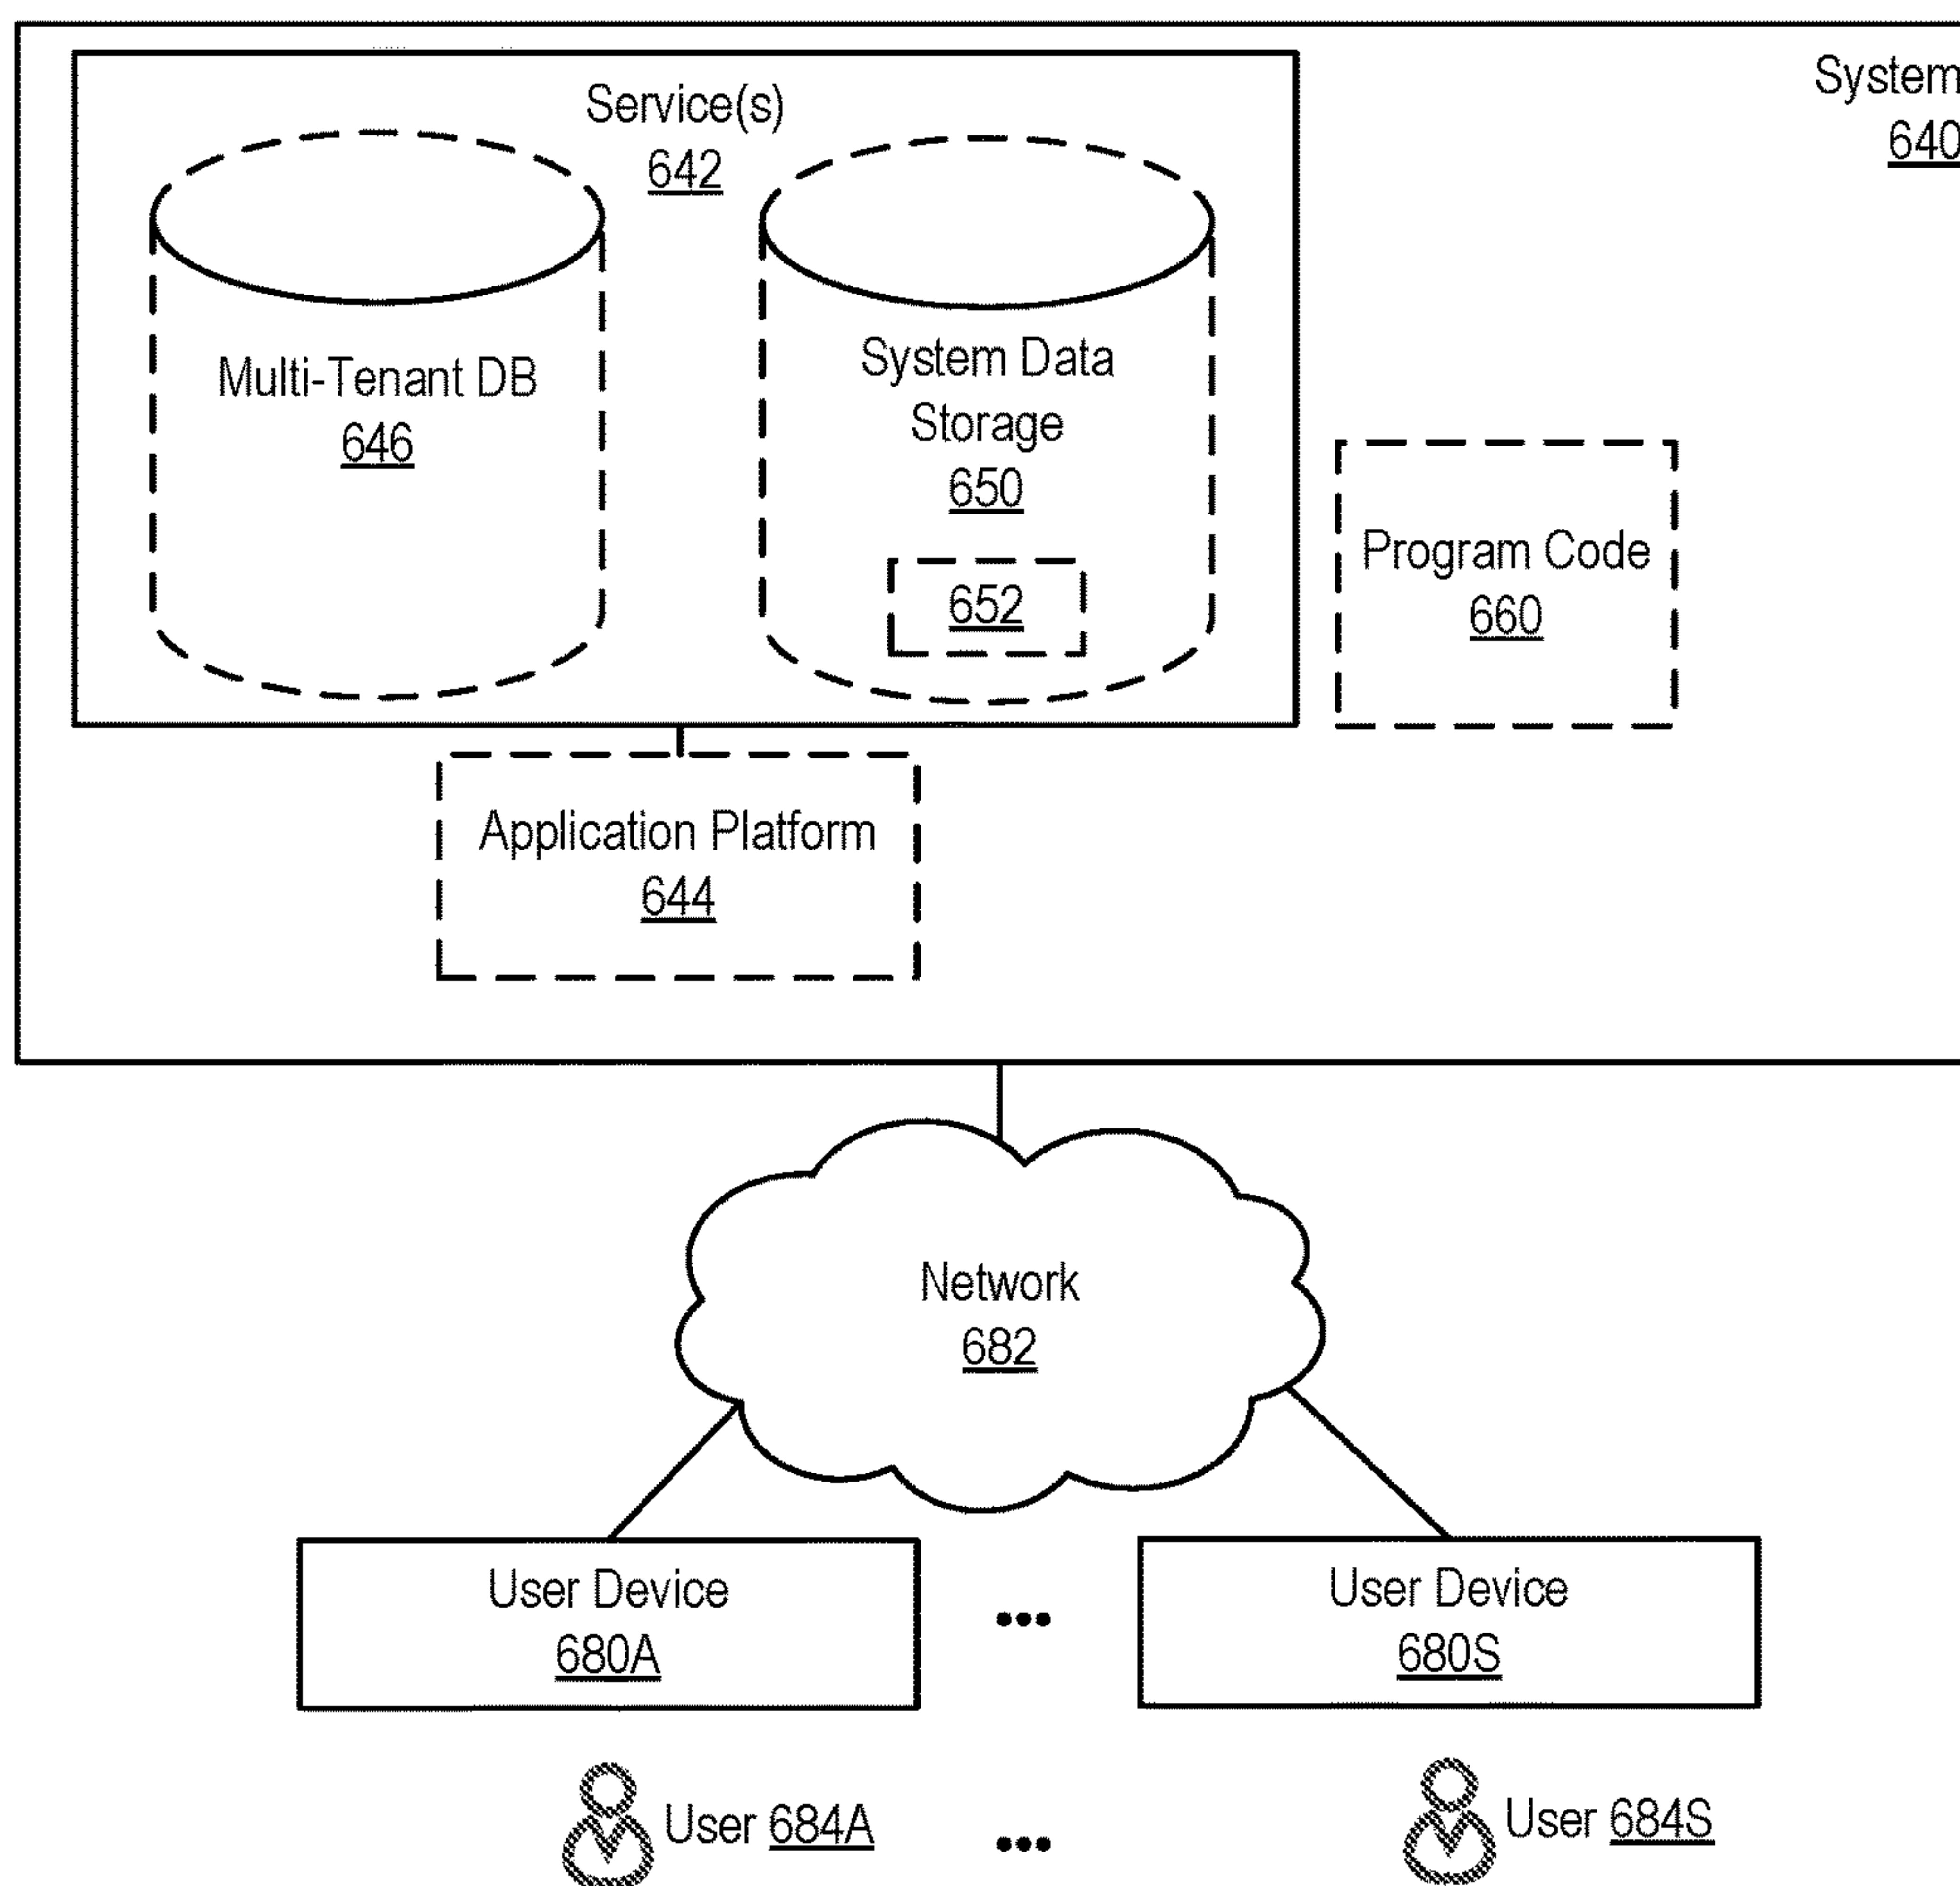 System
640
Service(s)
642
Multi-Tenant DB
646
System Data
Storage
650
652
Program Code
660
Application Platform
644
Network
682
User Device
680A
•••
User Device
680S
User 684A
•••
User 684S